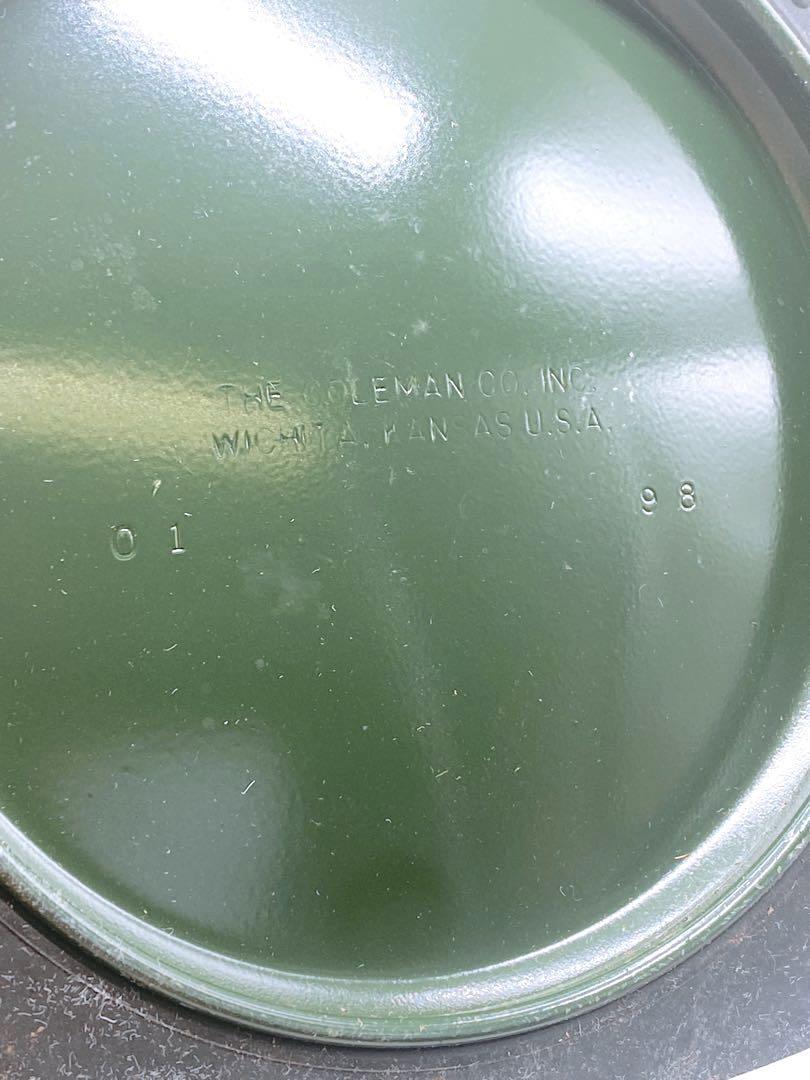 THE COLEMAN CO. INC.
WICHITA, KANSAS U.S.A.
01 98